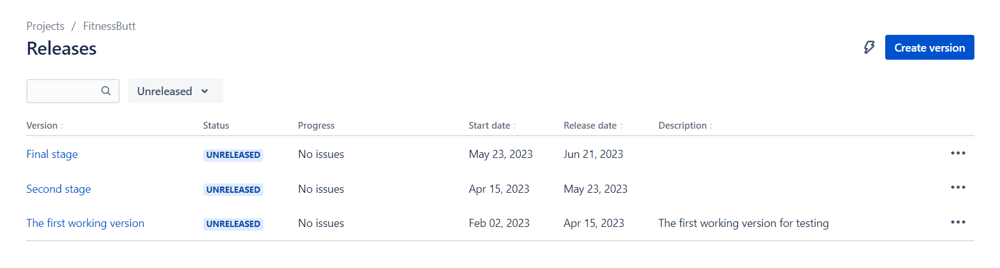 Projects / FitnessButt
Releases
Create version
Unreleased
Version Status Progress Start date Release date Description
Final stage UNRELEASED No issues May 23, 2023 Jun 21, 2023
Second stage UNRELEASED No issues Apr 15, 2023 May 23, 2023
The first working version UNRELEASED No issues Feb 02, 2023 Apr 15, 2023 The first working version for testing